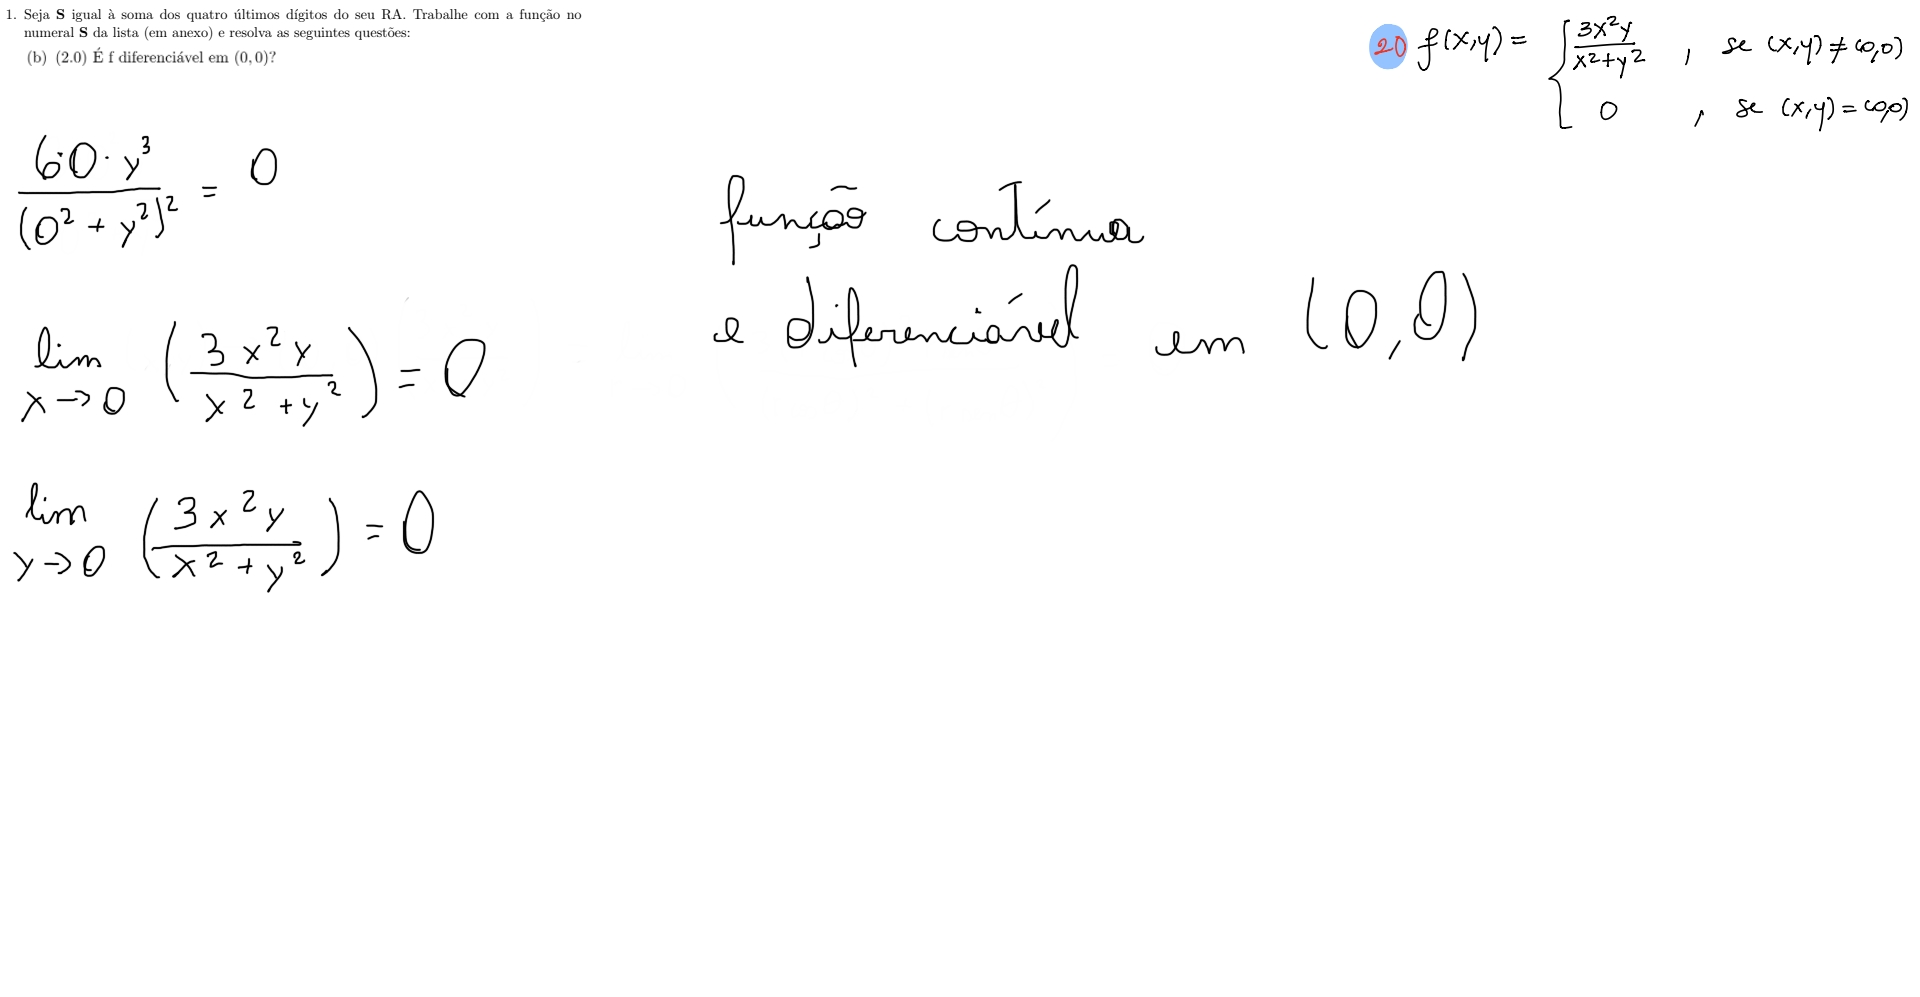 1. Seja S igual à soma dos quatro últimos dígitos do seu RA. Trabalhe com a função no
numeral S da lista (em anexo) e resolva as seguintes questões:
(b) (2.0) É f diferenciável em (0, 0)?
20 f(x,y) = { 3x²y / x²+y² , se (x,y) ≠ (0,0)
0 , se (x,y) = (0,0)
6·0·y³ / (0² + y²)² = 0
função contínua
e diferenciável em (0,0)
lim x→0 (3x²y / x² + y²) = 0
lim y→0 (3x²y / x² + y²) = 0